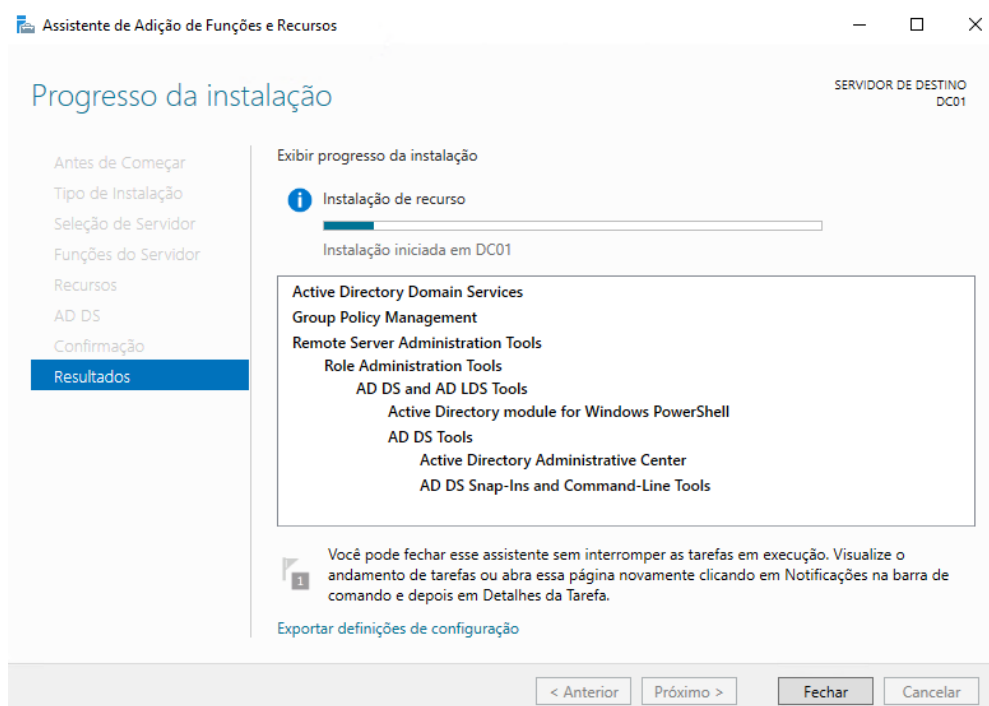 Assistente de Adição de Funções e Recursos
Progresso da instalação
SERVIDOR DE DESTINO
DC01
Antes de Começar
Tipo de Instalação
Seleção de Servidor
Funções do Servidor
Recursos
AD DS
Confirmação
Resultados
Exibir progresso da instalação
Instalação de recurso
Instalação iniciada em DC01
Active Directory Domain Services
Group Policy Management
Remote Server Administration Tools
Role Administration Tools
AD DS and AD LDS Tools
Active Directory module for Windows PowerShell
AD DS Tools
Active Directory Administrative Center
AD DS Snap-Ins and Command-Line Tools
1
Você pode fechar esse assistente sem interromper as tarefas em execução. Visualize o
andamento de tarefas ou abra essa página novamente clicando em Notificações na barra de
comando e depois em Detalhes da Tarefa.
Exportar definições de configuração
< Anterior
Próximo >
Fechar
Cancelar